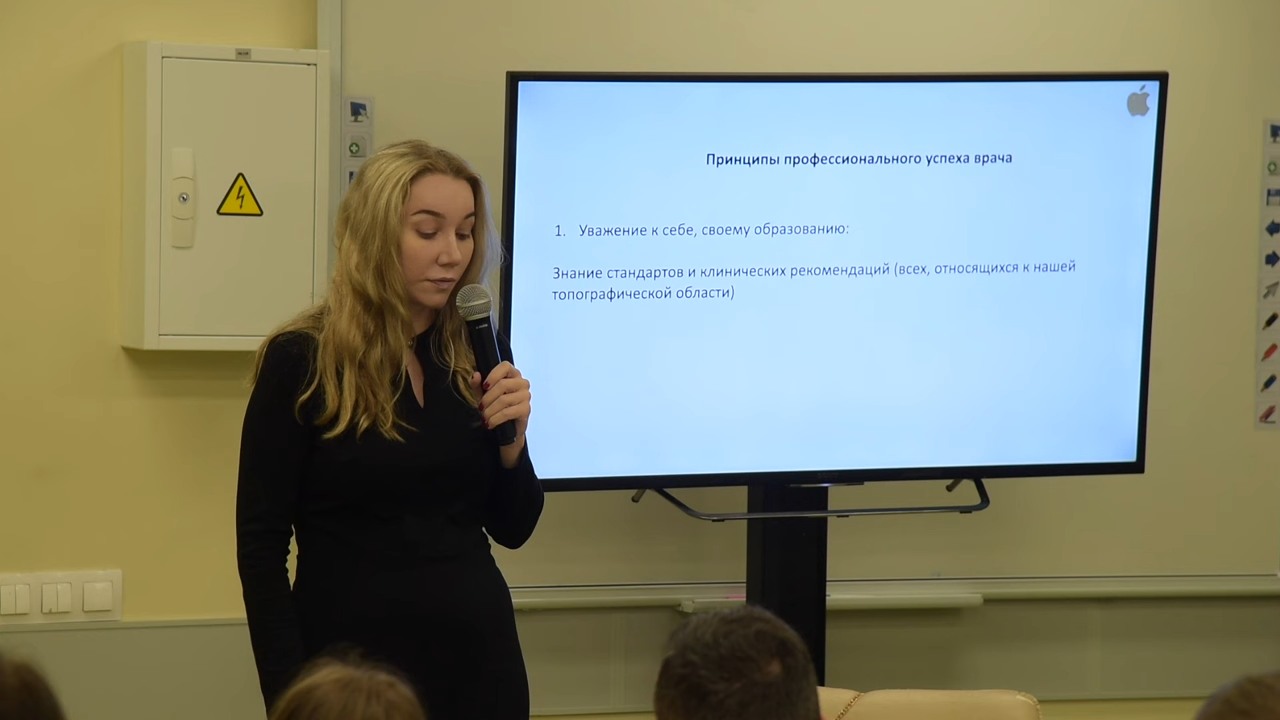 Принципы профессионального успеха врача
1. Уважение к себе, своему образованию:
Знание стандартов и клинических рекомендаций (всех, относящихся к нашей
топографической области)